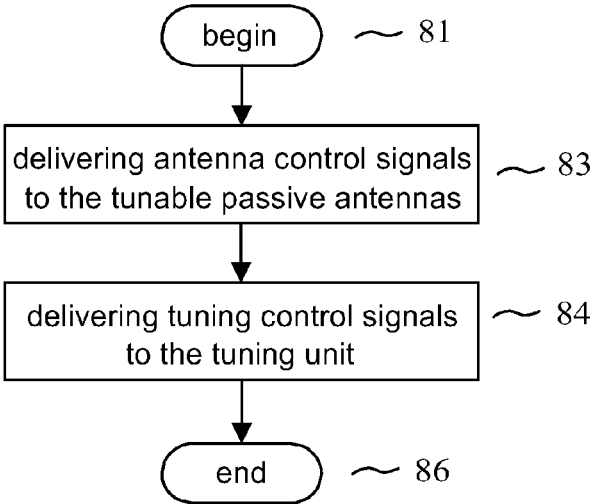 begin 81
delivering antenna control signals
to the tunable passive antennas 83
delivering tuning control signals
to the tuning unit 84
end 86